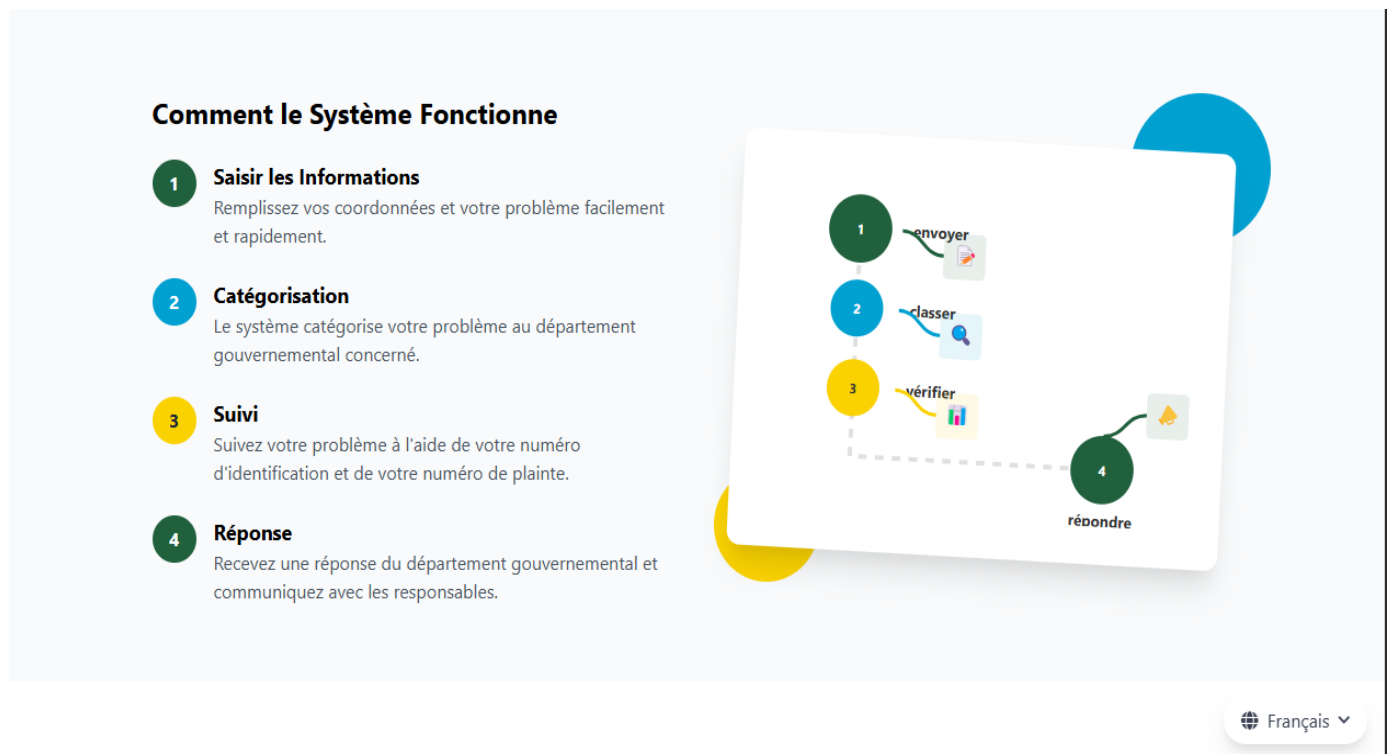 Comment le Système Fonctionne
1
Saisir les Informations
Remplissez vos coordonnées et votre problème facilement
et rapidement.
2
Catégorisation
Le système catégorise votre problème au département
gouvernemental concerné.
3
Suivi
Suivez votre problème à l'aide de votre numéro
d'identification et de votre numéro de plainte.
4
Réponse
Recevez une réponse du département gouvernemental et
communiquez avec les responsables.
1
envoyer
2
classer
3
vérifier
4
répondre
Français